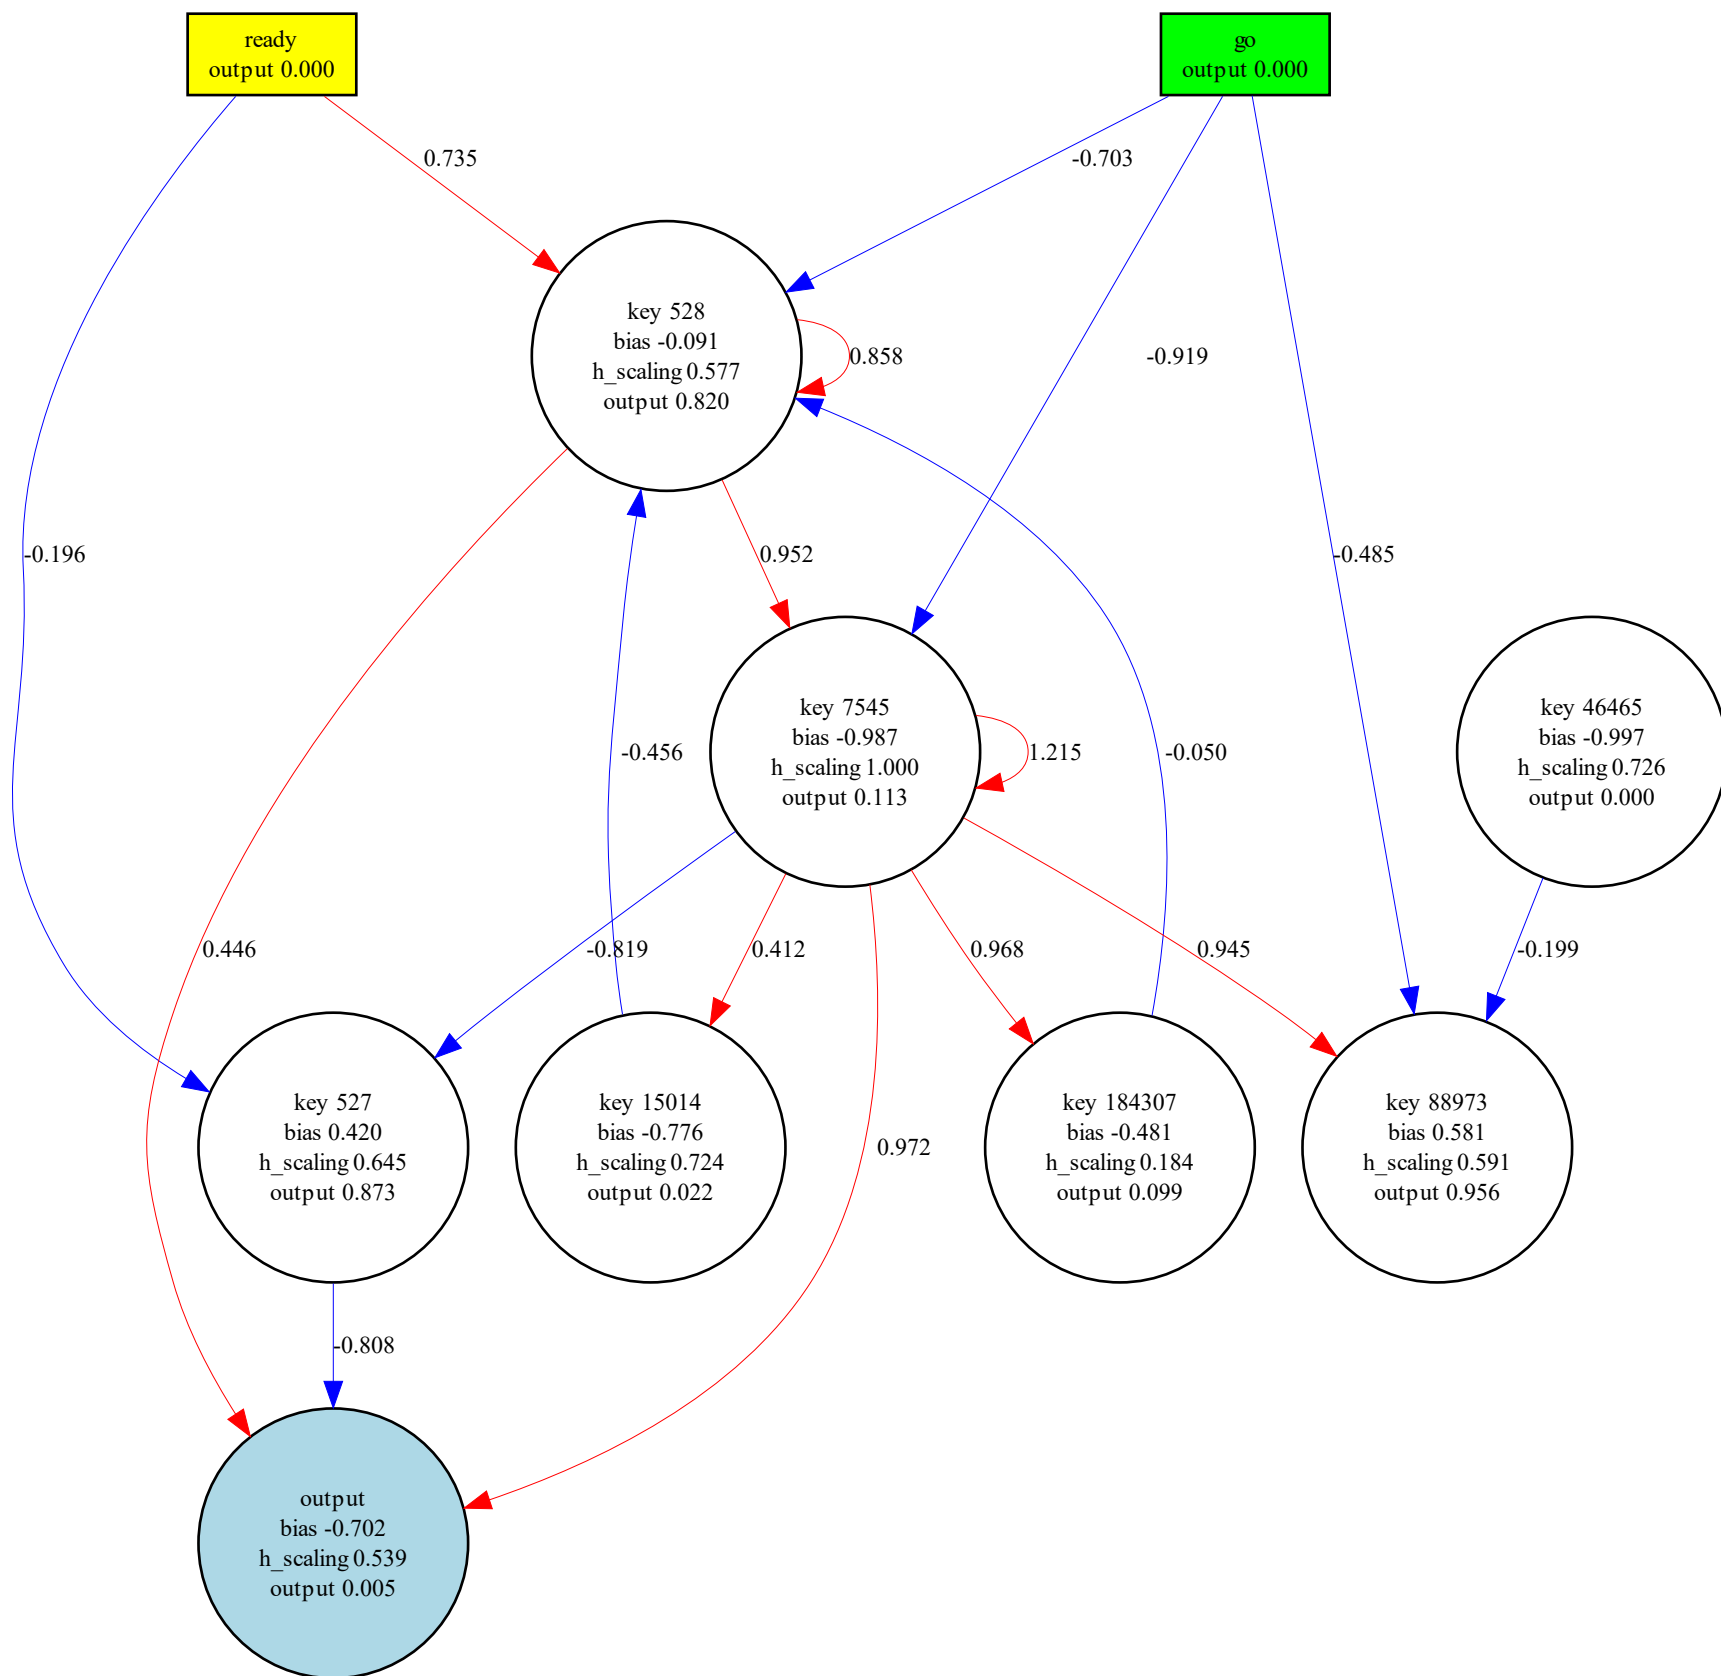 ready
output 0.000
go
output 0.000
0.735
-0.703
key 528
bias -0.091
h_scaling 0.577
output 0.820
0.858
-0.919
-0.196
0.952
-0.485
key 7545
bias -0.987
h_scaling 1.000
output 0.113
1.215
-0.456
-0.050
key 46465
bias -0.997
h_scaling 0.726
output 0.000
0.446
-0.819
0.412
0.968
0.945
-0.199
key 527
bias 0.420
h_scaling 0.645
output 0.873
key 15014
bias -0.776
h_scaling 0.724
output 0.022
0.972
key 184307
bias -0.481
h_scaling 0.184
output 0.099
key 88973
bias 0.581
h_scaling 0.591
output 0.956
-0.808
output
bias -0.702
h_scaling 0.539
output 0.005